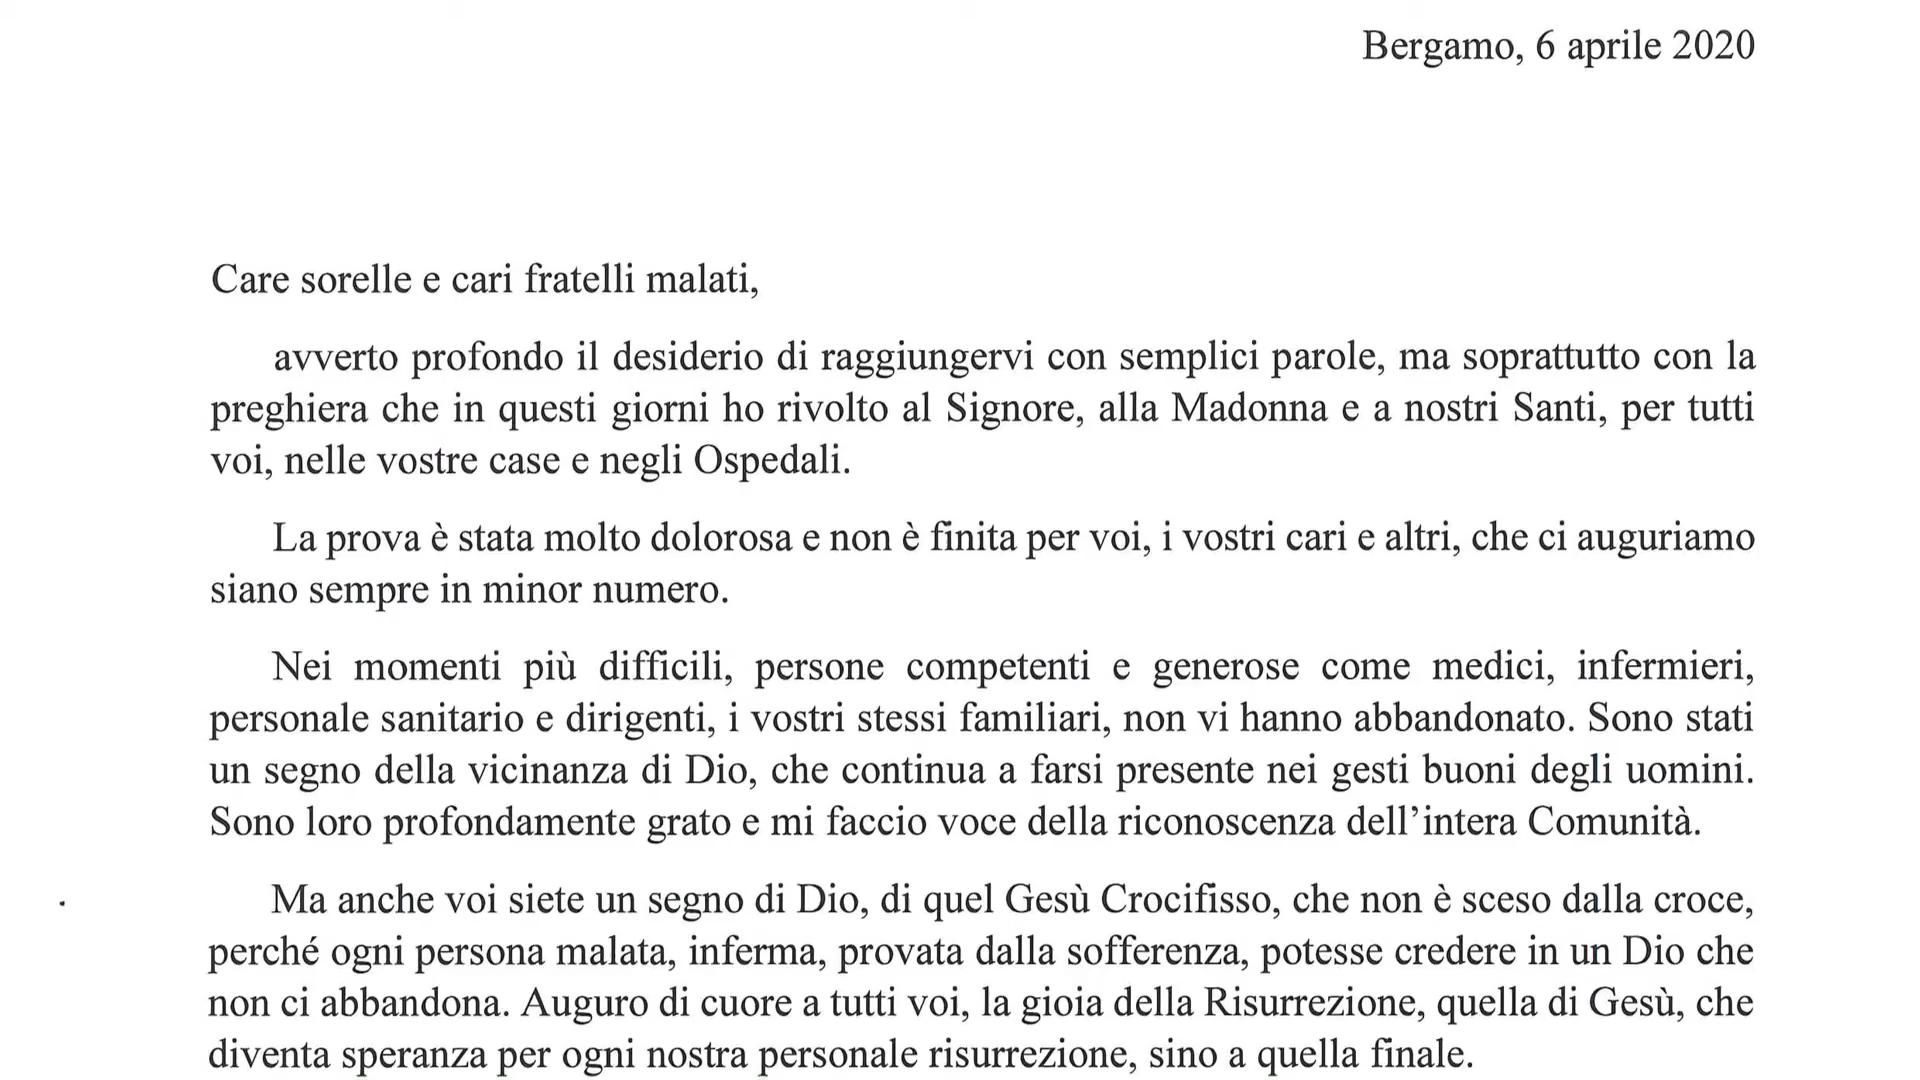 Bergamo, 6 aprile 2020
Care sorelle e cari fratelli malati,
avverto profondo il desiderio di raggiungervi con semplici parole, ma soprattutto con la
preghiera che in questi giorni ho rivolto al Signore, alla Madonna e a nostri Santi, per tutti
voi, nelle vostre case e negli Ospedali.
La prova è stata molto dolorosa e non è finita per voi, i vostri cari e altri, che ci auguriamo
siano sempre in minor numero.
Nei momenti più difficili, persone competenti e generose come medici, infermieri,
personale sanitario e dirigenti, i vostri stessi familiari, non vi hanno abbandonato. Sono stati
un segno della vicinanza di Dio, che continua a farsi presente nei gesti buoni degli uomini.
Sono loro profondamente grato e mi faccio voce della riconoscenza dell’intera Comunità.
Ma anche voi siete un segno di Dio, di quel Gesù Crocifisso, che non è sceso dalla croce,
perché ogni persona malata, inferma, provata dalla sofferenza, potesse credere in un Dio che
non ci abbandona. Auguro di cuore a tutti voi, la gioia della Risurrezione, quella di Gesù, che
diventa speranza per ogni nostra personale risurrezione, sino a quella finale.